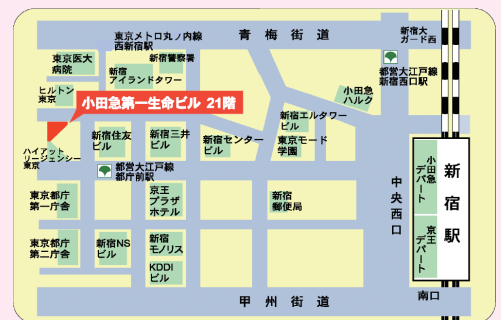 東京メトロ丸ノ内線
西新宿駅
青梅街道
新宿大
ガード西
東京医大
病院
新宿警察署
新宿
アイランドタワー
都営大江戸線
新宿西口駅
ヒルトン
東京
小田急
ハルク
小田急第一生命ビル 21階
新宿エルタワー
ビル
新宿住友
ビル
新宿三井
ビル
新宿センター
ビル
東京モード
学園
ハイアット
リージェンシー
東京
都営大江戸線
都庁前駅
小田急
デパート
新宿駅
中央西口
東京都庁
第一庁舎
京王
プラザ
ホテル
新宿
郵便局
京王
デパート
東京都庁
第二庁舎
新宿NS
ビル
新宿
モノリス
KDDI
ビル
甲州街道
南口